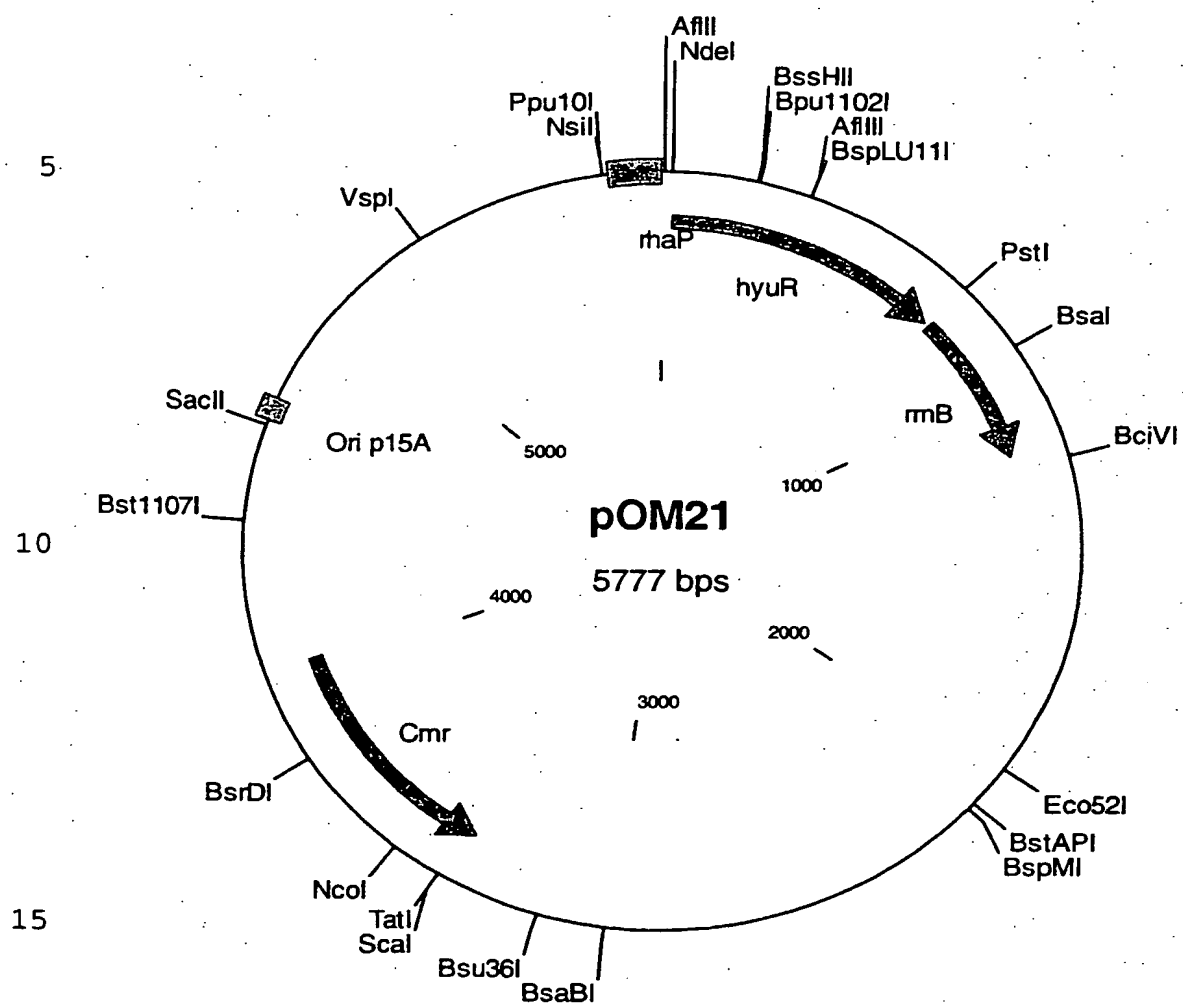 AflII
NdeI
BssHII
Bpu1102I
AflIII
BspLU11I
Ppu10I
NsiI
5
VspI
rhaP
PstI
hyuR
BsaI
SacII
rrnB
Ori p15A
5000
BciVI
1000
Bst1107I
pOM21
10
5777 bps
4000
2000
3000
Cmr
BsrDI
Eco52I
BstAPI
BspMI
NcoI
TatI
ScaI
15
Bsu36I
BsaBI